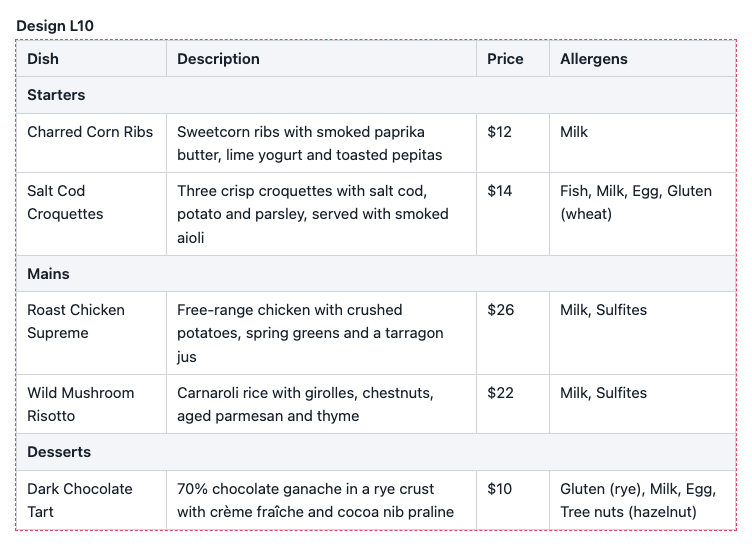 Design L10
Dish Description Price Allergens
Starters
Charred Corn Ribs Sweetcorn ribs with smoked paprika $12 Milk
butter, lime yogurt and toasted pepitas
Salt Cod Three crisp croquettes with salt cod, $14 Fish, Milk, Egg, Gluten
Croquettes potato and parsley, served with smoked (wheat)
aioli
Mains
Roast Chicken Free-range chicken with crushed $26 Milk, Sulfites
Supreme potatoes, spring greens and a tarragon
jus
Wild Mushroom Carnaroli rice with girolles, chestnuts, $22 Milk, Sulfites
Risotto aged parmesan and thyme
Desserts
Dark Chocolate 70% chocolate ganache in a rye crust $10 Gluten (rye), Milk, Egg,
Tart with crème fraîche and cocoa nib praline Tree nuts (hazelnut)